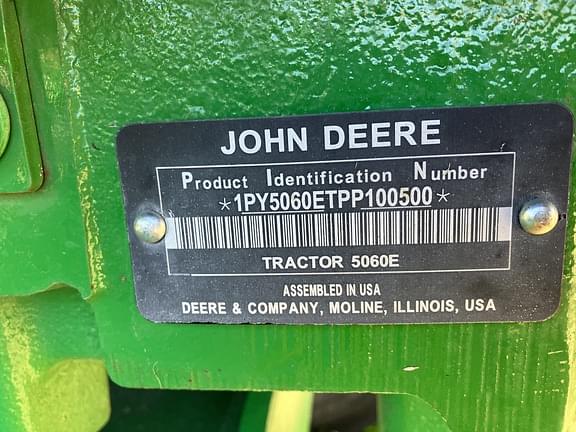 JOHN DEERE
Product Identification Number
*1PY5060ETPP100500*
TRACTOR 5060E
ASSEMBLED IN USA
DEERE & COMPANY, MOLINE, ILLINOIS, USA